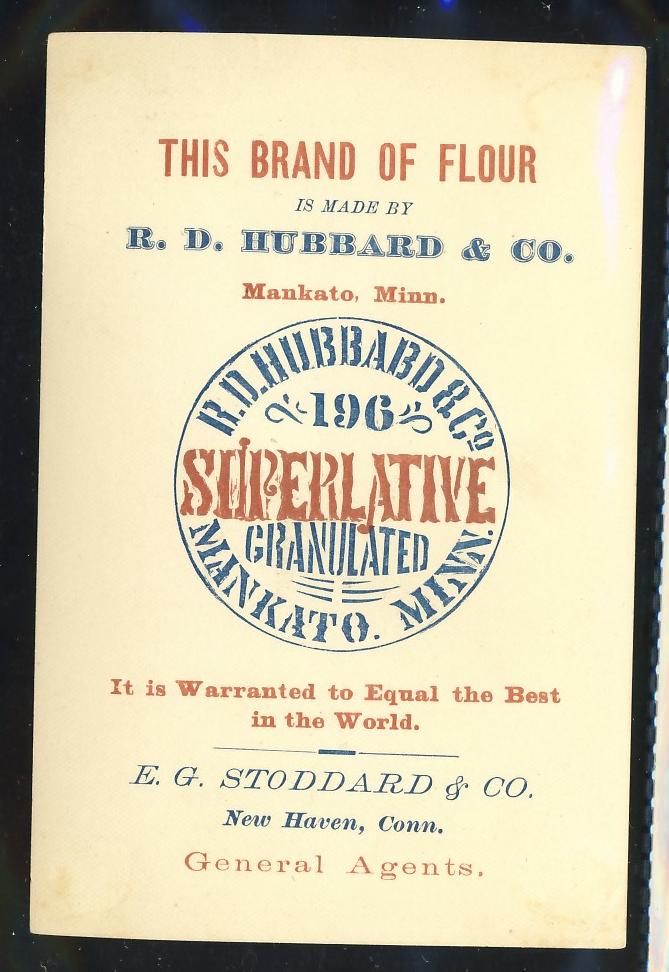 THIS BRAND OF FLOUR
IS MADE BY
R. D. HUBBARD & CO.
Mankato, Minn.
R.D. HUBBARD & Co
196
SUPERLATIVE
GRANULATED
MANKATO. MINN.
It is Warranted to Equal the Best
in the World.
E. G. STODDARD & CO.
New Haven, Conn.
General Agents.